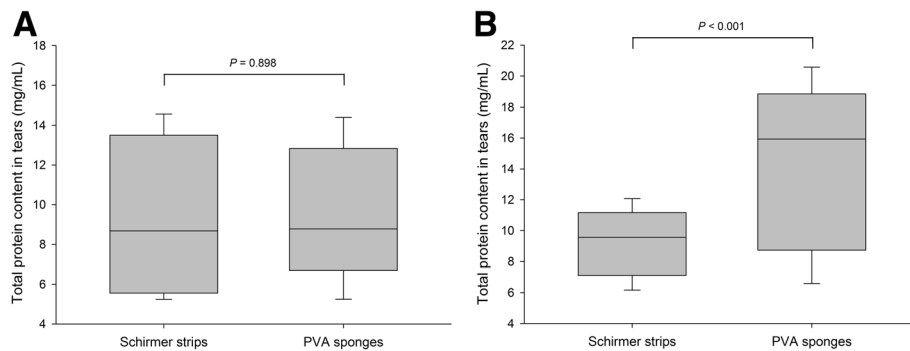 A
Total protein content in tears (mg/mL)
18
16
14
12
10
8
6
4
P = 0.898
Schirmer strips
PVA sponges
B
Total protein content in tears (mg/mL)
22
20
18
16
14
12
10
8
6
4
P < 0.001
Schirmer strips
PVA sponges